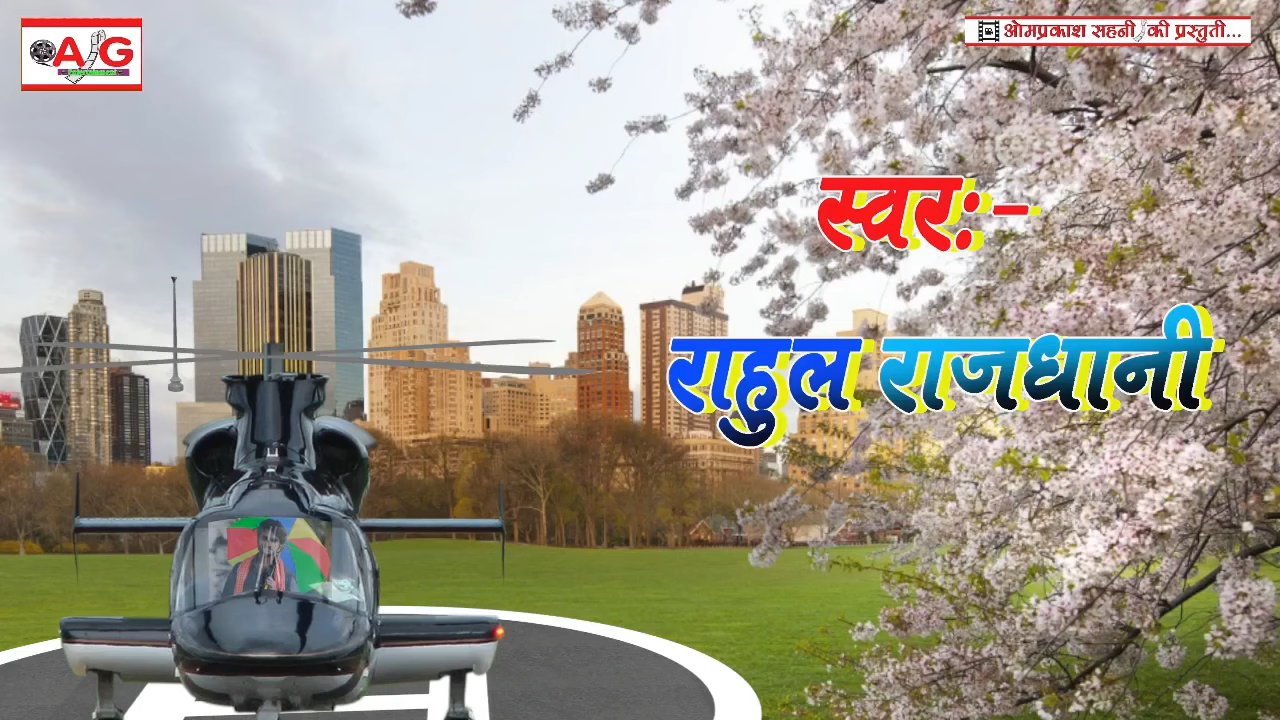 AJG
ओमप्रकाश सहनी की प्रस्तुती...
स्वरः-
राहुल राजधानी